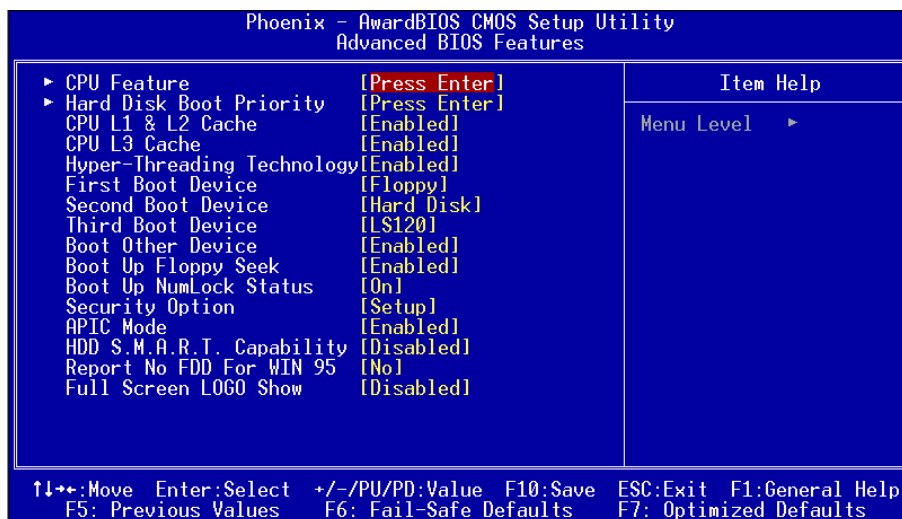 Phoenix - AwardBIOS CMOS Setup Utility
Advanced BIOS Features
► CPU Feature [Press Enter]
► Hard Disk Boot Priority [Press Enter]
CPU L1 & L2 Cache [Enabled]
CPU L3 Cache [Enabled]
Hyper-Threading Technology[Enabled]
First Boot Device [Floppy]
Second Boot Device [Hard Disk]
Third Boot Device [LS120]
Boot Other Device [Enabled]
Boot Up Floppy Seek [Enabled]
Boot Up NumLock Status [On]
Security Option [Setup]
APIC Mode [Enabled]
HDD S.M.A.R.T. Capability [Disabled]
Report No FDD For WIN 95 [No]
Full Screen LOGO Show [Disabled]
Item Help
Menu Level ►
↑↓→←:Move Enter:Select +/-/PU/PD:Value F10:Save ESC:Exit F1:General Help
F5: Previous Values F6: Fail-Safe Defaults F7: Optimized Defaults